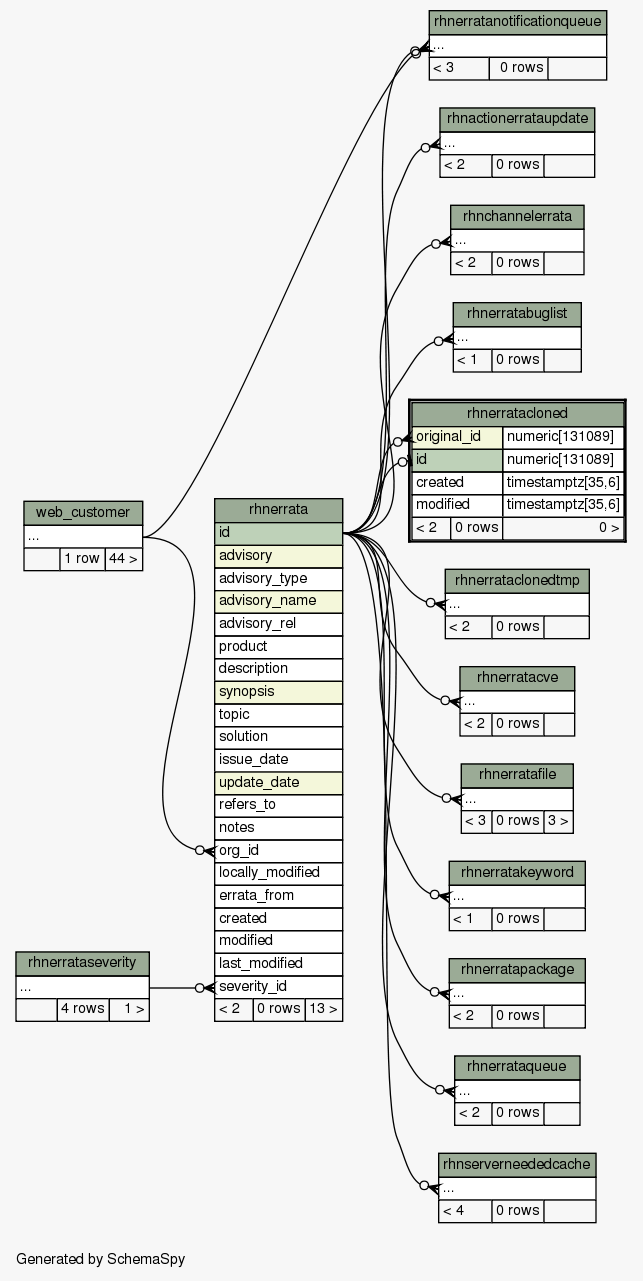 rhnerratanotificationqueue
...
< 3 0 rows
rhnactionerrataupdate
...
< 2 0 rows
rhnchannelerrata
...
< 2 0 rows
rhnerratabuglist
...
< 1 0 rows
rhnerratacloned
original_id numeric[131089]
id numeric[131089]
created timestamptz[35,6]
modified timestamptz[35,6]
< 2 0 rows 0 >
web_customer
...
1 row 44 >
rhnerrata
id
advisory
advisory_type
advisory_name
advisory_rel
product
description
synopsis
topic
solution
issue_date
update_date
refers_to
notes
org_id
locally_modified
errata_from
created
modified
last_modified
severity_id
< 2 0 rows 13 >
rhnerrataseverity
...
4 rows 1 >
rhnerrataclonedtmp
...
< 2 0 rows
rhnerratacve
...
< 2 0 rows
rhnerratafile
...
< 3 0 rows 3 >
rhnerratakeyword
...
< 1 0 rows
rhnerratapackage
...
< 2 0 rows
rhnerrataqueue
...
< 2 0 rows
rhnserverneededcache
...
< 4 0 rows
Generated by SchemaSpy